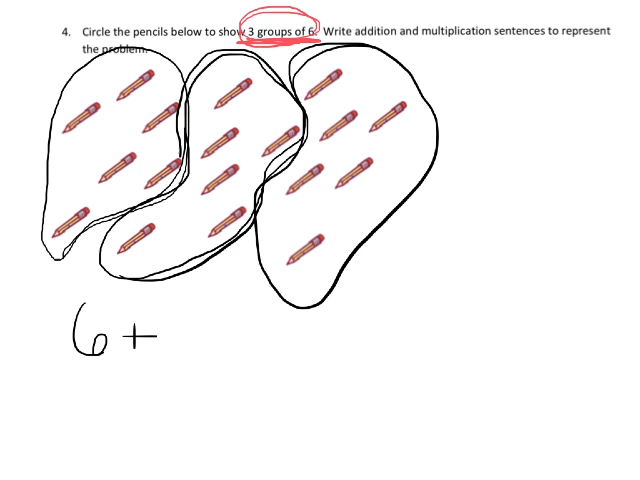 4. Circle the pencils below to show 3 groups of 6. Write addition and multiplication sentences to represent
the problem.
6 +